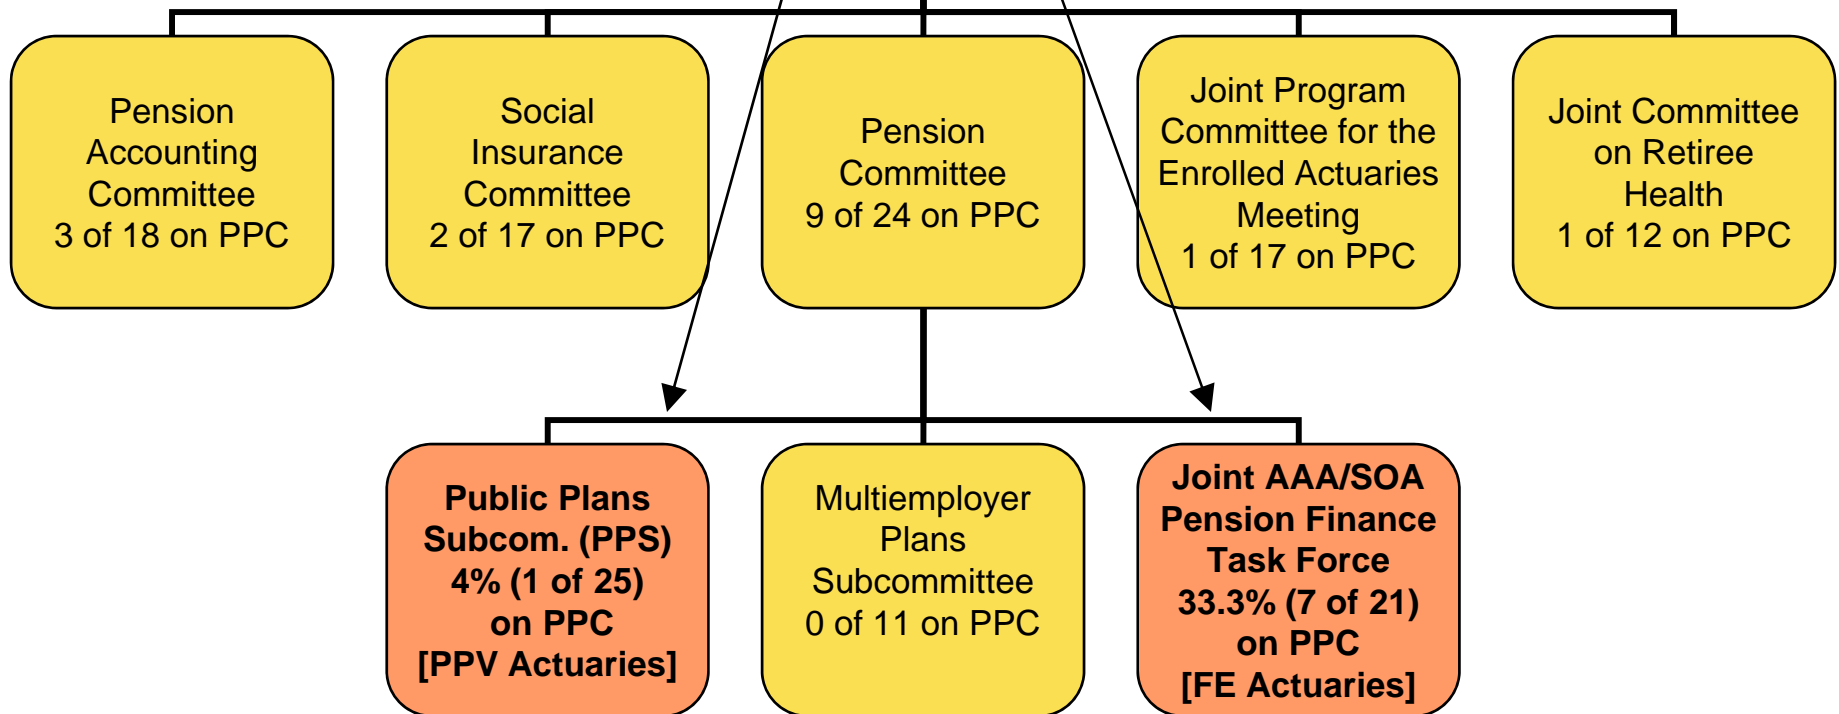 Pension
Accounting
Committee
3 of 18 on PPC
Social
Insurance
Committee
2 of 17 on PPC
Pension
Committee
9 of 24 on PPC
Joint Program
Committee for the
Enrolled Actuaries
Meeting
1 of 17 on PPC
Joint Committee
on Retiree
Health
1 of 12 on PPC
Public Plans
Subcom. (PPS)
4% (1 of 25)
on PPC
[PPV Actuaries]
Multiemployer
Plans
Subcommittee
0 of 11 on PPC
Joint AAA/SOA
Pension Finance
Task Force
33.3% (7 of 21)
on PPC
[FE Actuaries]